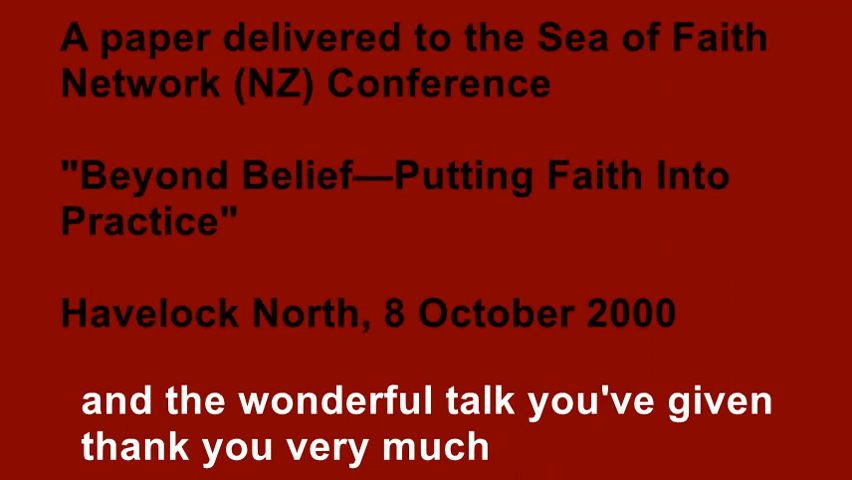 A paper delivered to the Sea of Faith
Network (NZ) Conference
"Beyond Belief—Putting Faith Into
Practice"
Havelock North, 8 October 2000
and the wonderful talk you've given
thank you very much